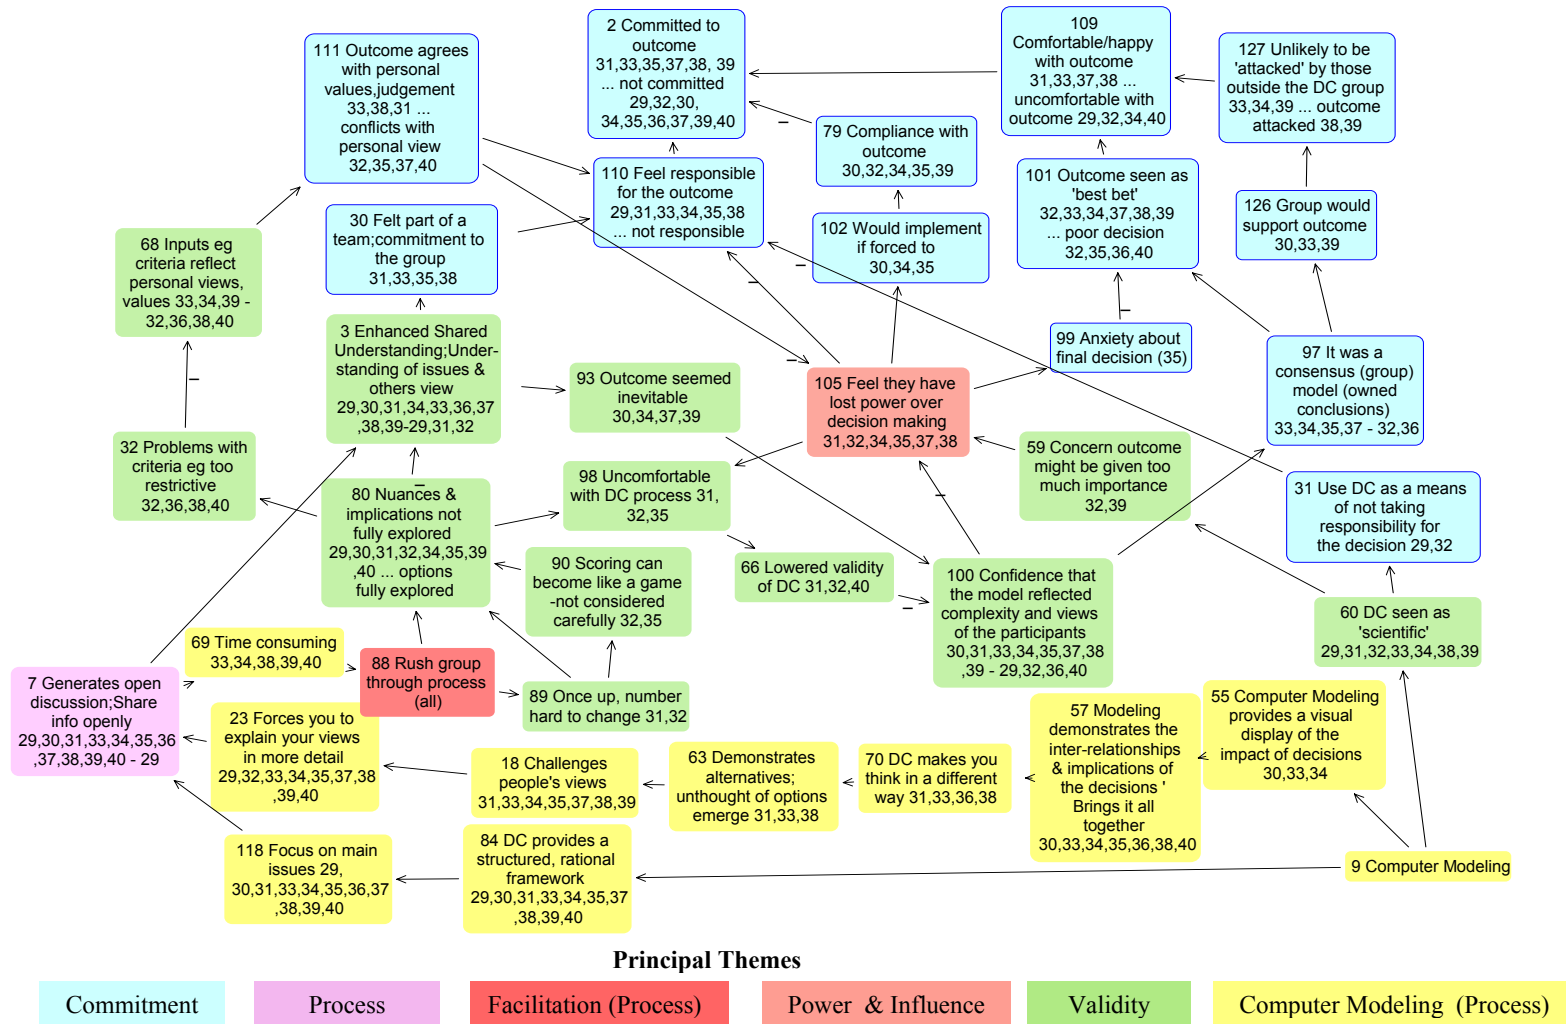 111 Outcome agrees
with personal
values,judgement
33,38,31 ...
conflicts with
personal view
32,35,37,40
2 Committed to
outcome
31,33,35,37,38, 39
... not committed
29,32,30,
34,35,36,37,39,40
109
Comfortable/happy
with outcome
31,33,37,38 ...
uncomfortable with
outcome 29,32,34,40
127 Unlikely to be
'attacked' by those
outside the DC group
33,34,39 ... outcome
attacked 38,39
79 Compliance with
outcome
30,32,34,35,39
110 Feel responsible
for the outcome
29,31,33,34,35,38
... not responsible
101 Outcome seen as
'best bet'
32,33,34,37,38,39
... poor decision
32,35,36,40
126 Group would
support outcome
30,33,39
30 Felt part of a
team;commitment to
the group
31,33,35,38
102 Would implement
if forced to
30,34,35
68 Inputs eg
criteria reflect
personal views,
values 33,34,39 -
32,36,38,40
3 Enhanced Shared
Understanding;Under-
standing of issues &
others view
29,30,31,34,33,36,37
,38,39-29,31,32
99 Anxiety about
final decision (35)
97 It was a
consensus (group)
model (owned
conclusions)
33,34,35,37 - 32,36
93 Outcome seemed
inevitable
30,34,37,39
105 Feel they have
lost power over
decision making
31,32,34,35,37,38
32 Problems with
criteria eg too
restrictive
32,36,38,40
59 Concern outcome
might be given too
much importance
32,39
98 Uncomfortable
with DC process 31,
32,35
80 Nuances &
implications not
fully explored
29,30,31,32,34,35,39
,40 ... options
fully explored
31 Use DC as a means
of not taking
responsibility for
the decision 29,32
90 Scoring can
become like a game
-not considered
carefully 32,35
66 Lowered validity
of DC 31,32,40
100 Confidence that
the model reflected
complexity and views
of the participants
30,31,33,34,35,37,38
,39 - 29,32,36,40
60 DC seen as
'scientific'
29,31,32,33,34,38,39
69 Time consuming
33,34,38,39,40
88 Rush group
through process
(all)
7 Generates open
discussion;Share
info openly
29,30,31,33,34,35,36
,37,38,39,40 - 29
89 Once up, number
hard to change 31,32
23 Forces you to
explain your views
in more detail
29,32,33,34,35,37,38
,39,40
18 Challenges
people's views
31,33,34,35,37,38,39
63 Demonstrates
alternatives;
unthought of options
emerge 31,33,38
70 DC makes you
think in a different
way 31,33,36,38
57 Modeling
demonstrates the
inter-relationships
& implications of
the decisions '
Brings it all
together
30,33,34,35,36,38,40
55 Computer Modeling
provides a visual
display of the
impact of decisions
30,33,34
118 Focus on main
issues 29,
30,31,33,34,35,36,37
,38,39,40
84 DC provides a
structured, rational
framework
29,30,31,33,34,35,37
,38,39,40
9 Computer Modeling
Principal Themes
Commitment
Process
Facilitation (Process)
Power & Influence
Validity
Computer Modeling (Process)